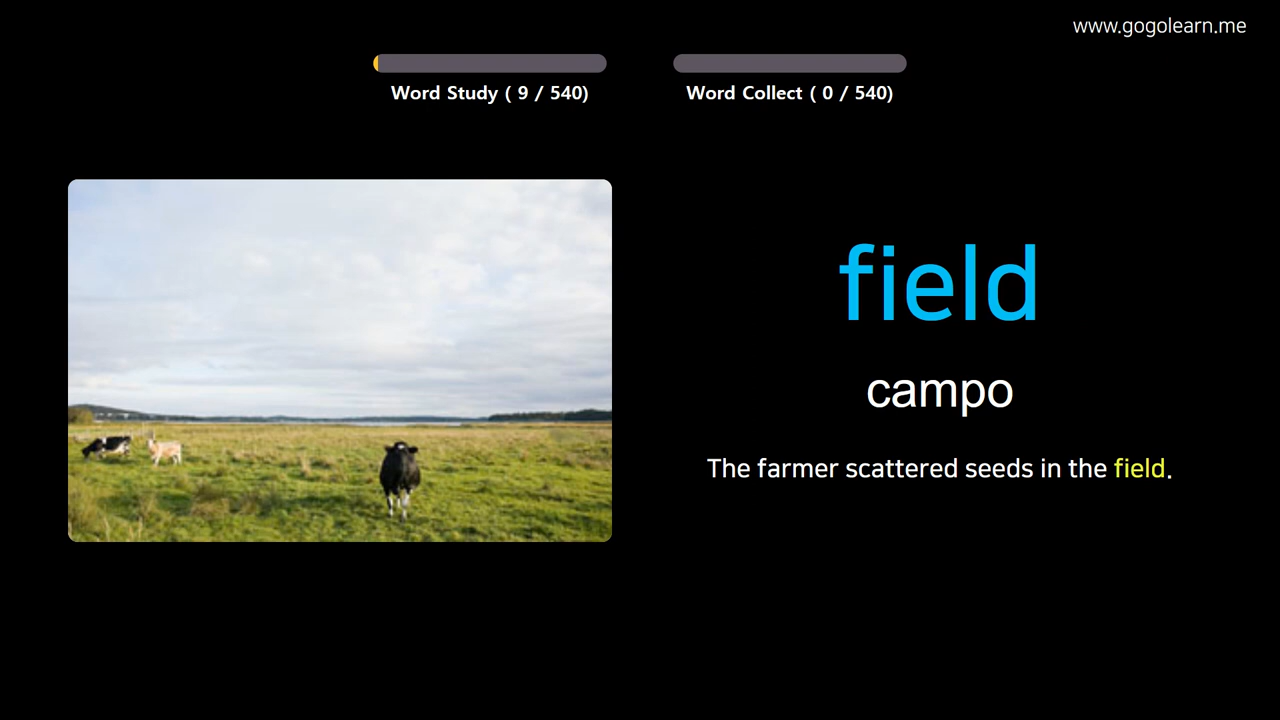 www.gogolearn.me
Word Study ( 9 / 540)
Word Collect ( 0 / 540)
field
campo
The farmer scattered seeds in the field.